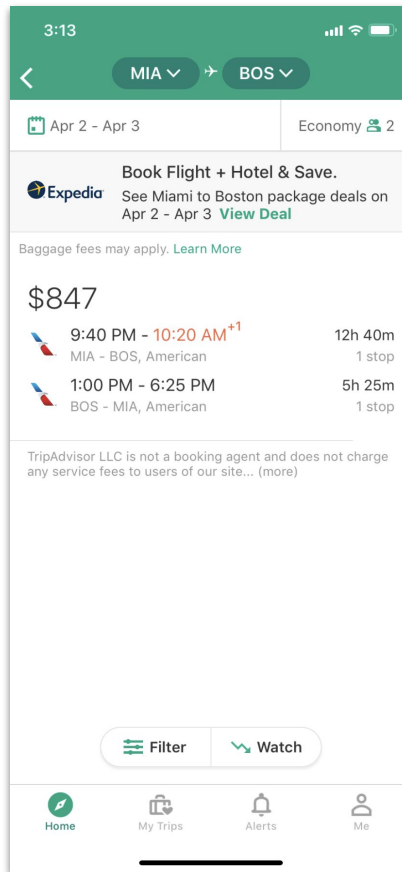 3:13
MIA BOS
Apr 2 - Apr 3 Economy 2
Book Flight + Hotel & Save.
Expedia
See Miami to Boston package deals on
Apr 2 - Apr 3 View Deal
Baggage fees may apply. Learn More
$847
9:40 PM - 10:20 AM+1 12h 40m
MIA - BOS, American 1 stop
1:00 PM - 6:25 PM 5h 25m
BOS - MIA, American 1 stop
TripAdvisor LLC is not a booking agent and does not charge
any service fees to users of our site... (more)
Filter Watch
Home My Trips Alerts Me